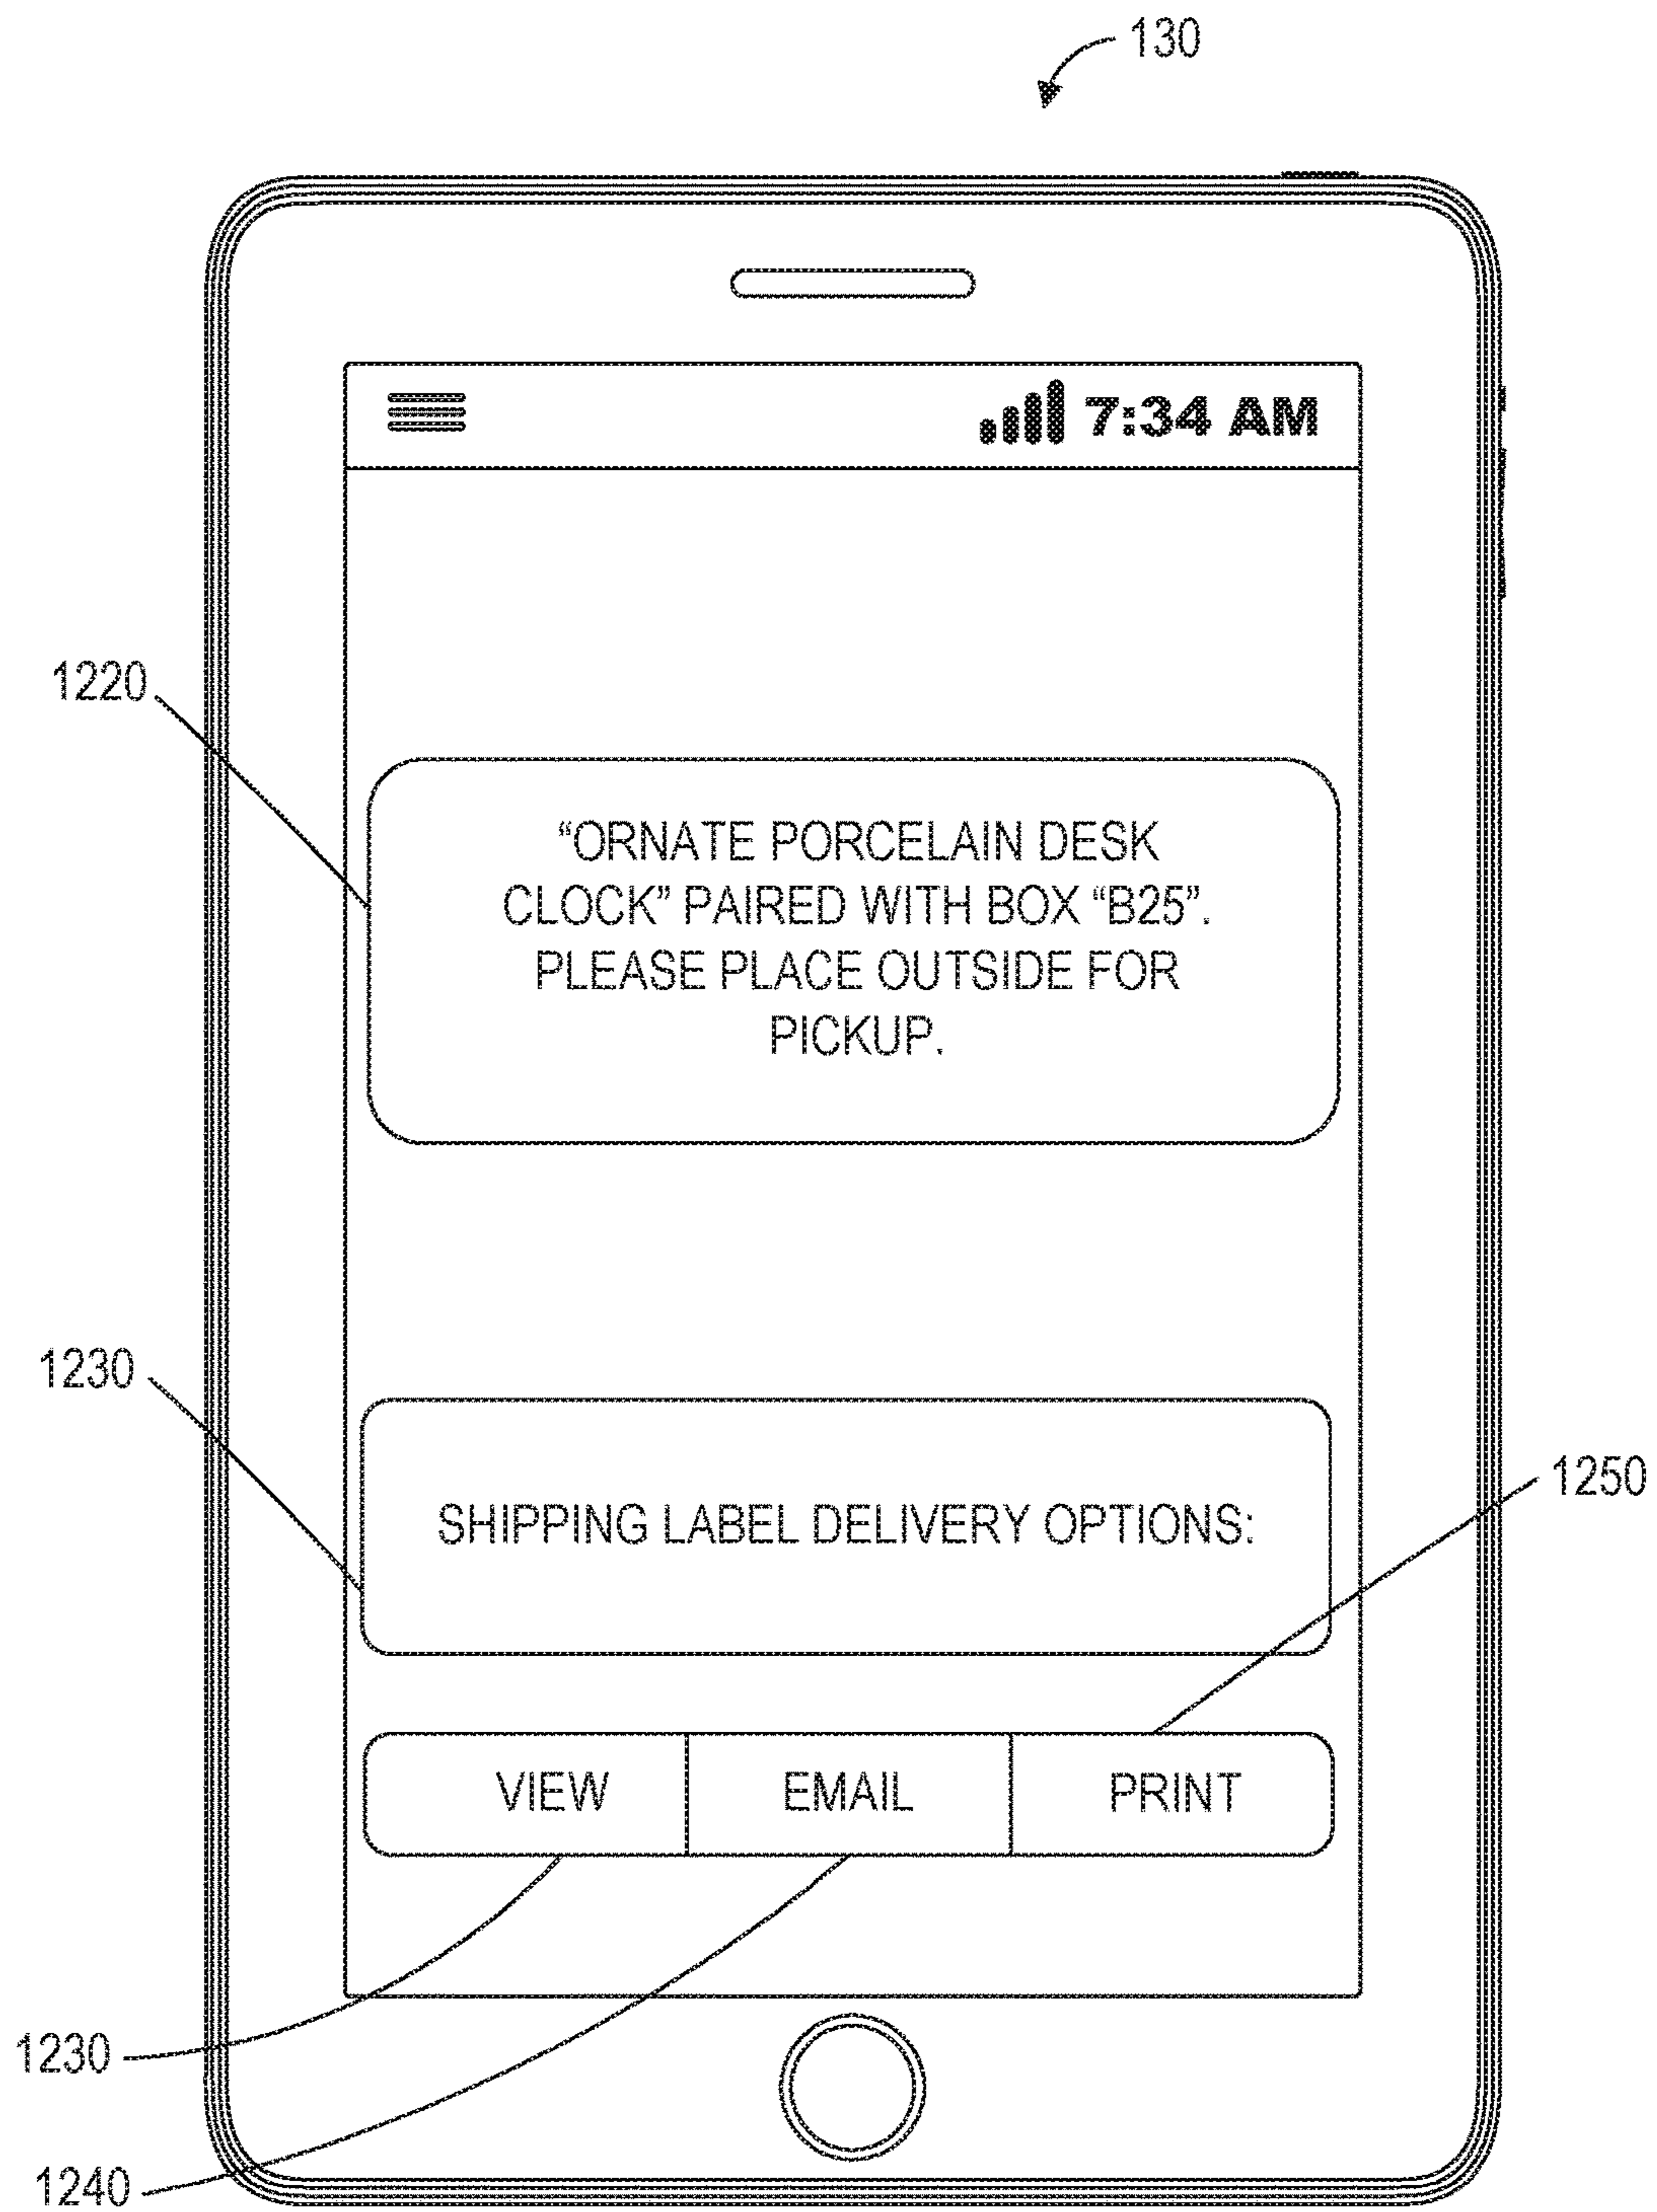 130
7:34 AM
1220
“ORNATE PORCELAIN DESK
CLOCK” PAIRED WITH BOX “B25”.
PLEASE PLACE OUTSIDE FOR
PICKUP.
1230
1250
SHIPPING LABEL DELIVERY OPTIONS:
VIEW EMAIL PRINT
1230
1240